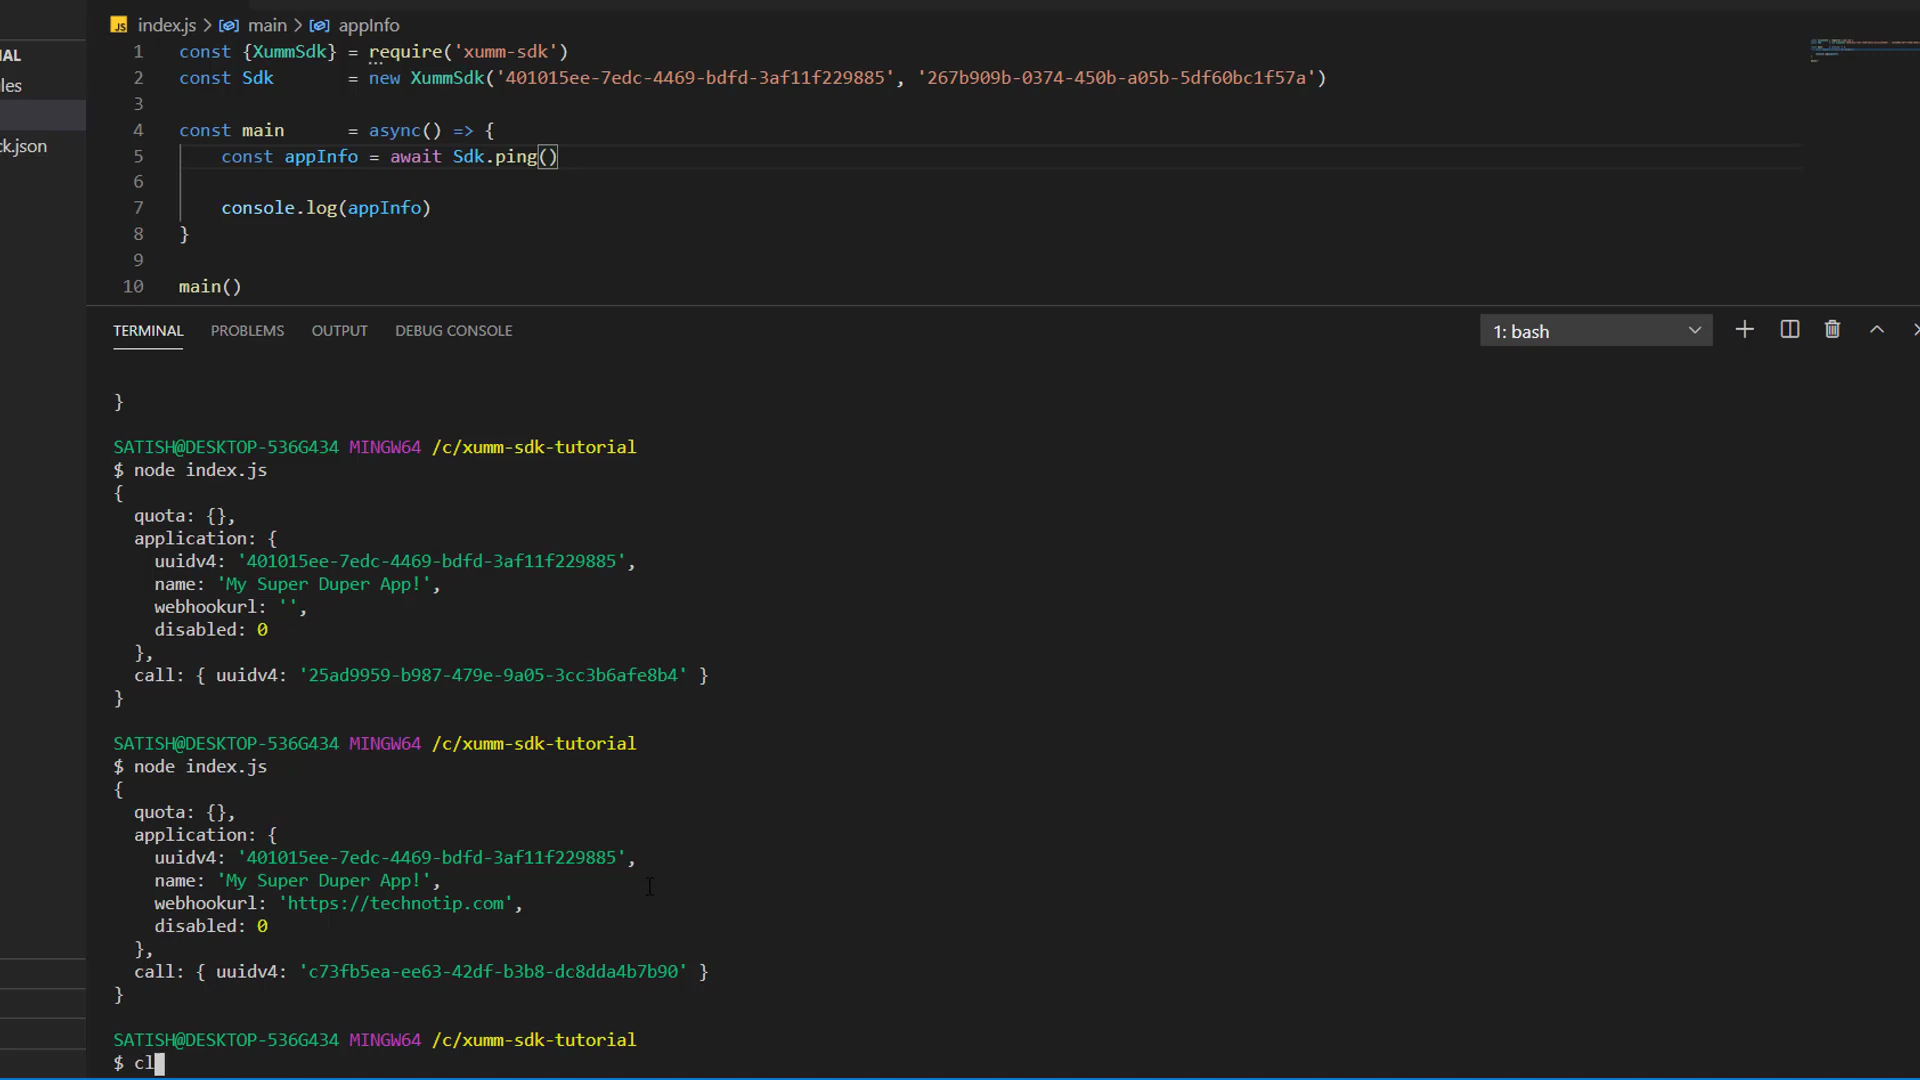 index.js > main > appInfo
IAL
les
ck.json
1 const {XummSdk} = require('xumm-sdk')
2 const Sdk = new XummSdk('401015ee-7edc-4469-bdfd-3af11f229885', '267b909b-0374-450b-a05b-5df60bc1f57a')
3
4 const main = async() => {
5 const appInfo = await Sdk.ping()
6
7 console.log(appInfo)
8 }
9
10 main()
TERMINAL PROBLEMS OUTPUT DEBUG CONSOLE 1: bash
}
SATISH@DESKTOP-536G434 MINGW64 /c/xumm-sdk-tutorial
$ node index.js
{
quota: {},
application: {
uuidv4: '401015ee-7edc-4469-bdfd-3af11f229885',
name: 'My Super Duper App!',
webhookurl: '',
disabled: 0
},
call: { uuidv4: '25ad9959-b987-479e-9a05-3cc3b6afe8b4' }
}
SATISH@DESKTOP-536G434 MINGW64 /c/xumm-sdk-tutorial
$ node index.js
{
quota: {},
application: {
uuidv4: '401015ee-7edc-4469-bdfd-3af11f229885',
name: 'My Super Duper App!',
webhookurl: 'https://technotip.com',
disabled: 0
},
call: { uuidv4: 'c73fb5ea-ee63-42df-b3b8-dc8dda4b7b90' }
}
SATISH@DESKTOP-536G434 MINGW64 /c/xumm-sdk-tutorial
$ cl